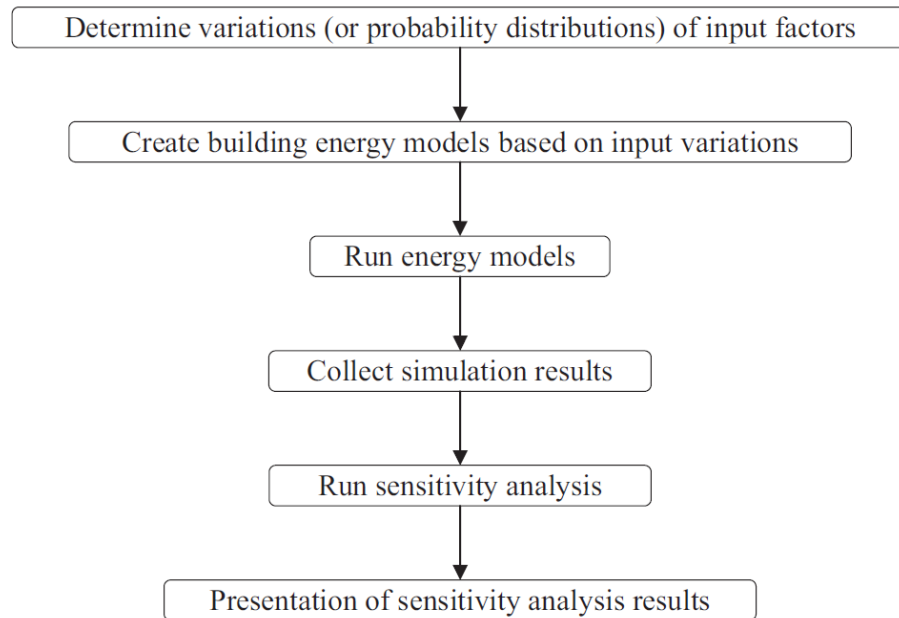 Determine variations (or probability distributions) of input factors
Create building energy models based on input variations
Run energy models
Collect simulation results
Run sensitivity analysis
Presentation of sensitivity analysis results